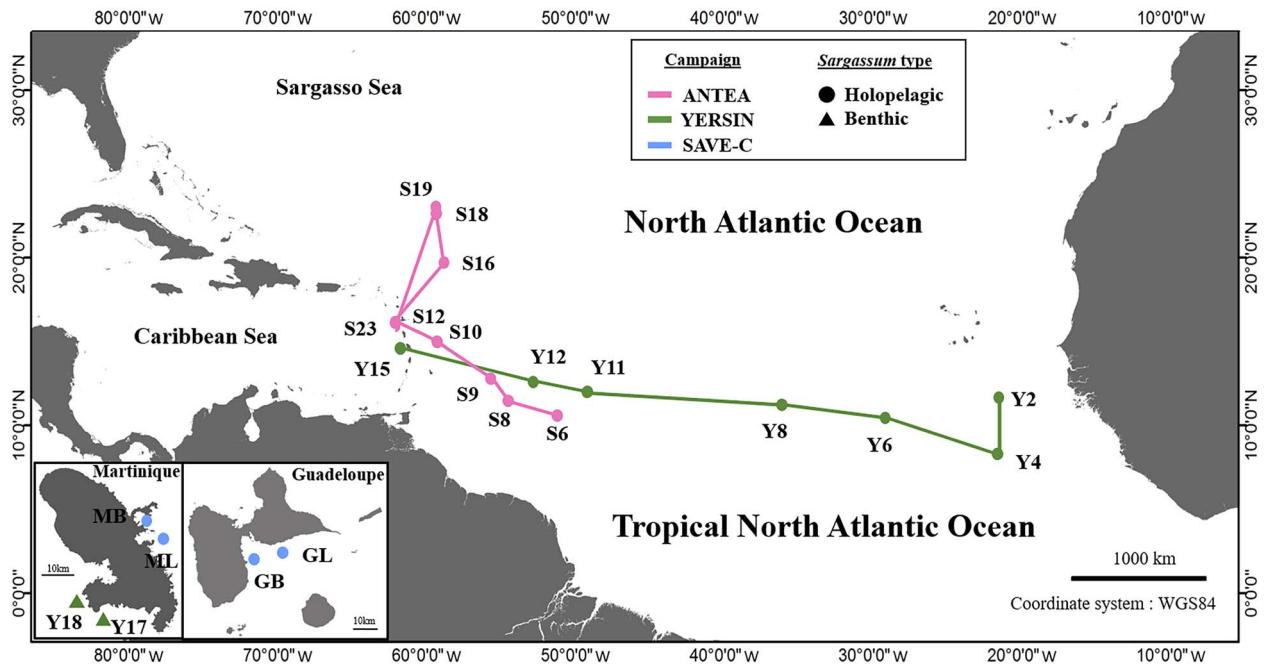 80°0'0"W 70°0'0"W 60°0'0"W 50°0'0"W 40°0'0"W 30°0'0"W 20°0'0"W 10°0'0"W
30°0'0"N
20°0'0"N
10°0'0"N
0°0'0"
Sargasso Sea
Campaign
ANTEA
YERSIN
SAVE-C
Sargassum type
Holopelagic
Benthic
30°0'0"N
20°0'0"N
10°0'0"N
0°0'0"
S19
S18
North Atlantic Ocean
S16
S12
S23
S10
Caribbean Sea
Y15
Y12
Y11
S9
S8
S6
Y8
Y6
Y2
Y4
Martinique
MB
ML
10km
Y18
Y17
Guadeloupe
GL
GB
10km
Tropical North Atlantic Ocean
1000 km
Coordinate system : WGS84
80°0'0"W 70°0'0"W 60°0'0"W 50°0'0"W 40°0'0"W 30°0'0"W 20°0'0"W 10°0'0"W